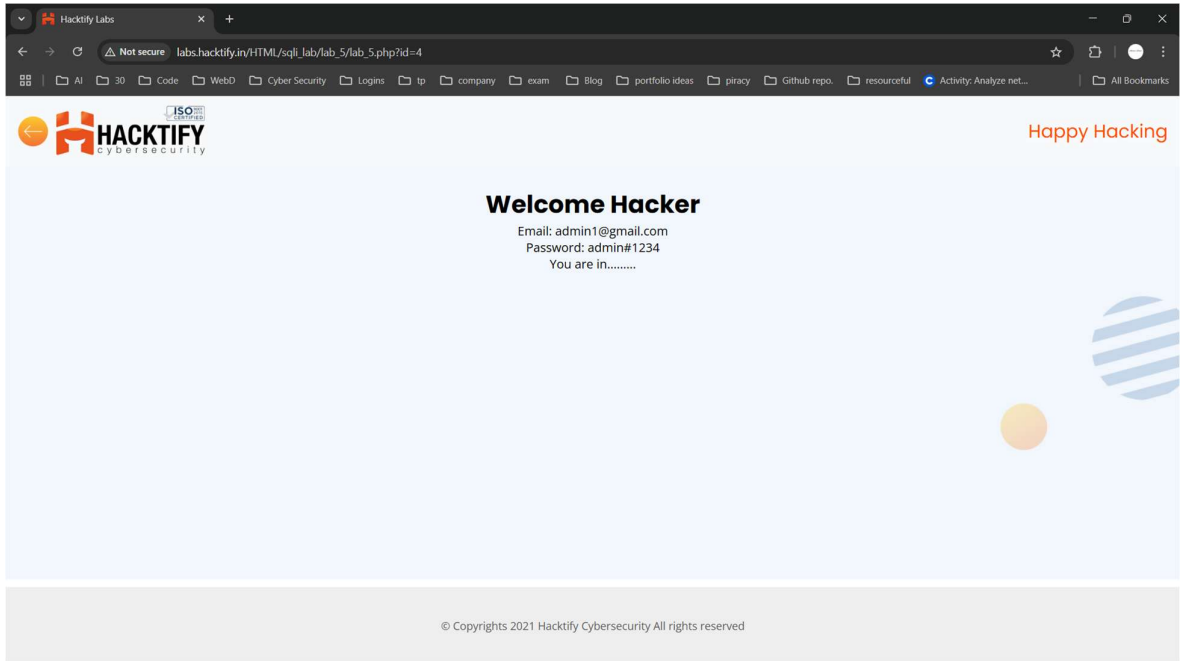 Hacktify Labs
Not secure labs.hacktify.in/HTML/sqli_lab/lab_5/lab_5.php?id=4
AI 30 Code WebD Cyber Security Logins tp company exam Blog portfolio ideas piracy Github repo. resourceful Activity: Analyze net... All Bookmarks
ISO
CERTIFIED
HACKTIFY
cybersecurity
Happy Hacking
Welcome Hacker
Email: admin1@gmail.com
Password: admin#1234
You are in.........
© Copyrights 2021 Hacktify Cybersecurity All rights reserved